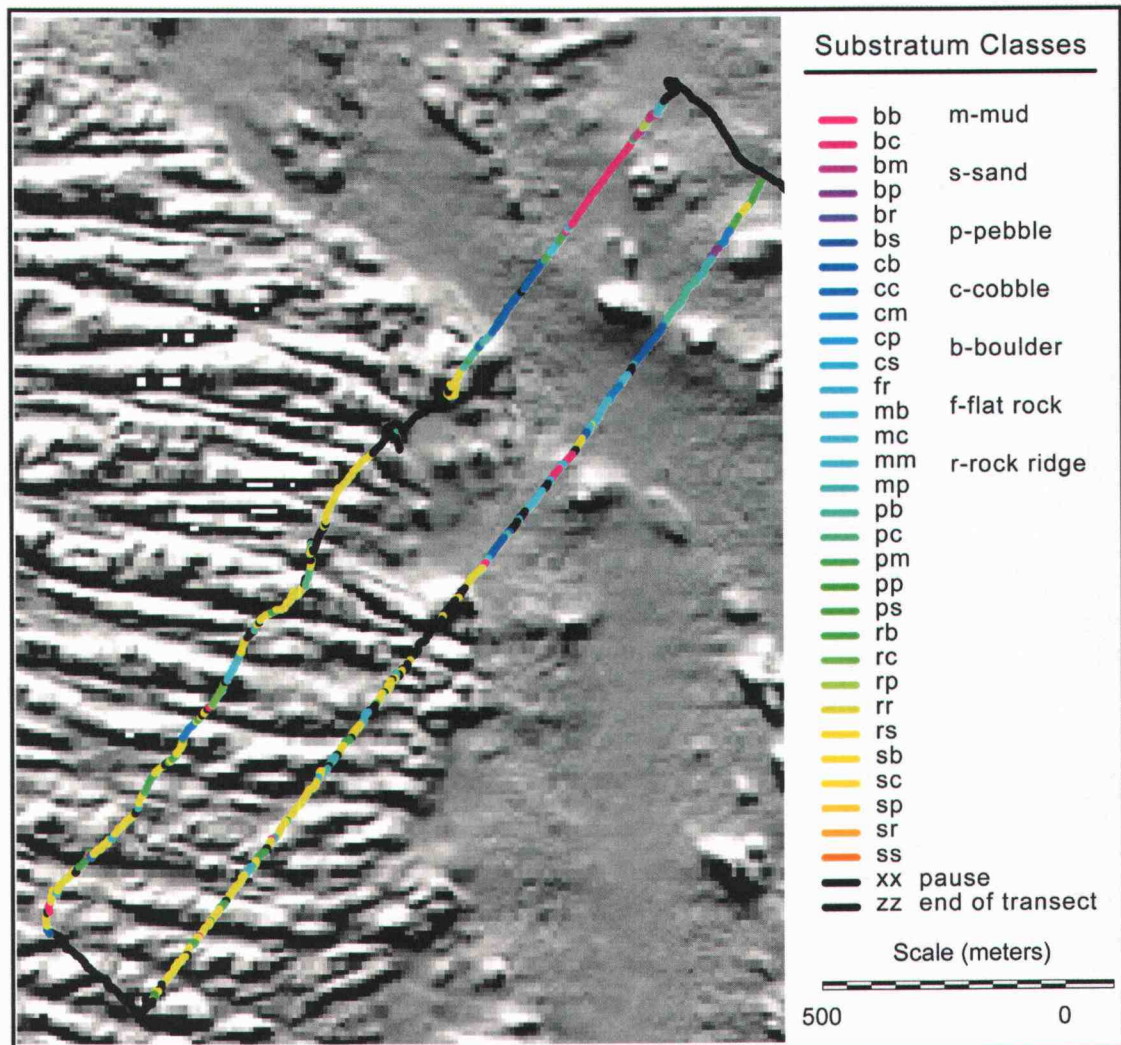 Substratum Classes
bb
bc
bm
bp
br
bs
cb
cc
cm
cp
cs
fr
mb
mc
mm
mp
pb
pc
pm
pp
ps
rb
rc
rp
rr
rs
sb
sc
sp
sr
ss
xx pause
zz end of transect
m-mud
s-sand
p-pebble
c-cobble
b-boulder
f-flat rock
r-rock ridge
Scale (meters)
500 0